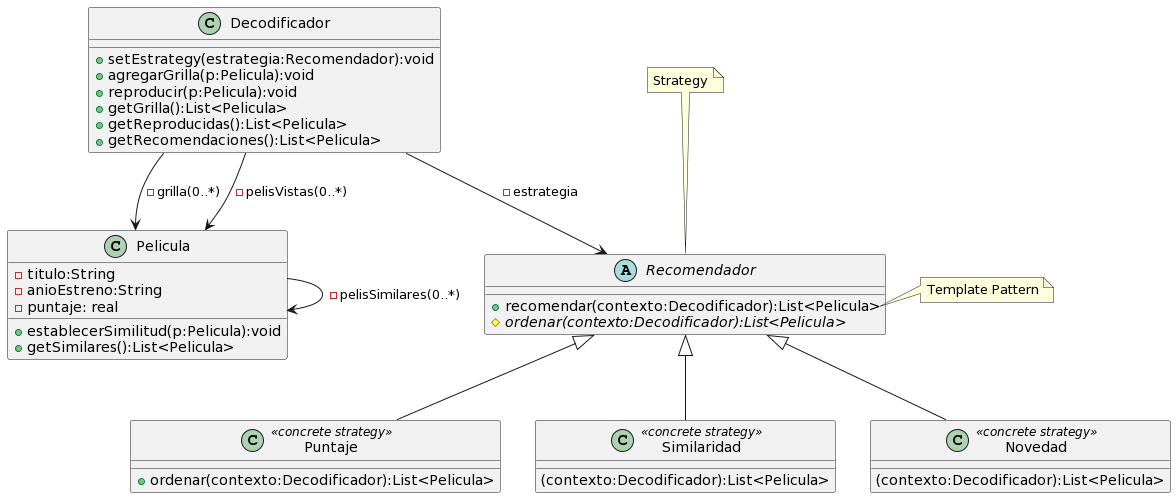 C Decodificador
setEstrategy(estrategia:Recomendador):void
agregarGrilla(p:Pelicula):void
reproducir(p:Pelicula):void
getGrilla():List<Pelicula>
getReproducidas():List<Pelicula>
getRecomendaciones():List<Pelicula>
Strategy
grilla(0..*)
pelisVistas(0..*)
estrategia
C Pelicula
titulo:String
anioEstreno:String
puntaje: real
establecerSimilitud(p:Pelicula):void
getSimilares():List<Pelicula>
pelisSimilares(0..*)
A Recomendador
recomendar(contexto:Decodificador):List<Pelicula>
ordenar(contexto:Decodificador):List<Pelicula>
Template Pattern
C «concrete strategy»
Puntaje
ordenar(contexto:Decodificador):List<Pelicula>
C «concrete strategy»
Similaridad
(contexto:Decodificador):List<Pelicula>
C «concrete strategy»
Novedad
(contexto:Decodificador):List<Pelicula>